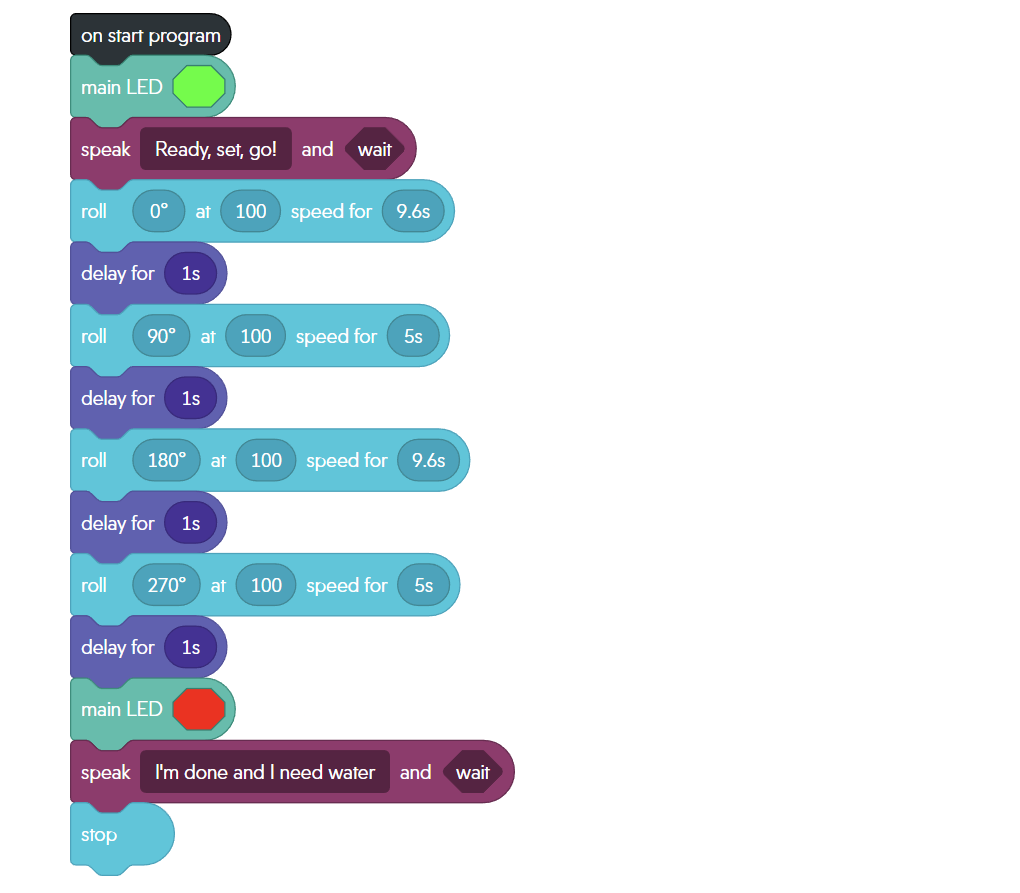 on start program
main LED
speak Ready, set, go! and wait
roll 0° at 100 speed for 9.6s
delay for 1s
roll 90° at 100 speed for 5s
delay for 1s
roll 180° at 100 speed for 9.6s
delay for 1s
roll 270° at 100 speed for 5s
delay for 1s
main LED
speak I'm done and I need water and wait
stop